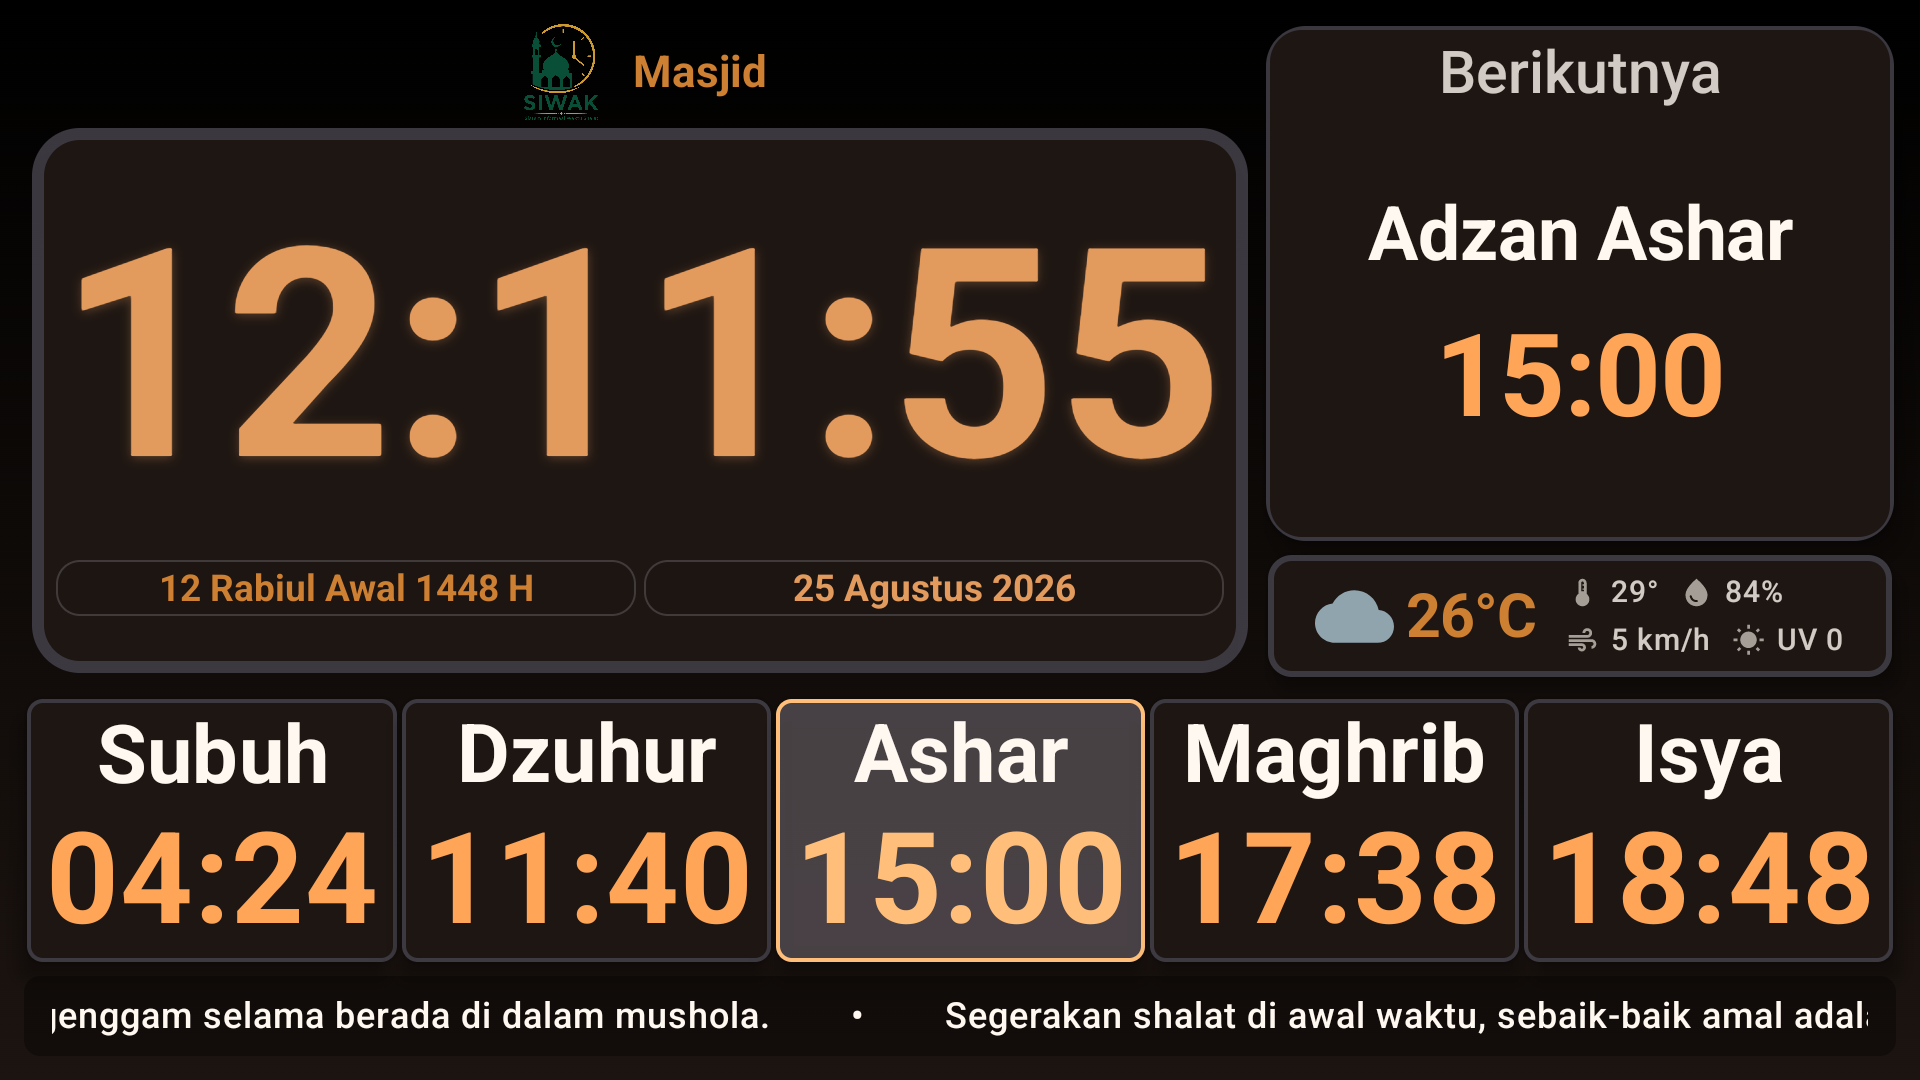 SIWAK
Masjid
12:11:55
12 Rabiul Awal 1448 H
25 Agustus 2026
Berikutnya
Adzan Ashar
15:00
26°C
29° 84%
5 km/h UV 0
Subuh
04:24
Dzuhur
11:40
Ashar
15:00
Maghrib
17:38
Isya
18:48
selama berada di dalam mushola. • Segerakan shalat di awal waktu, sebaik-baik amal